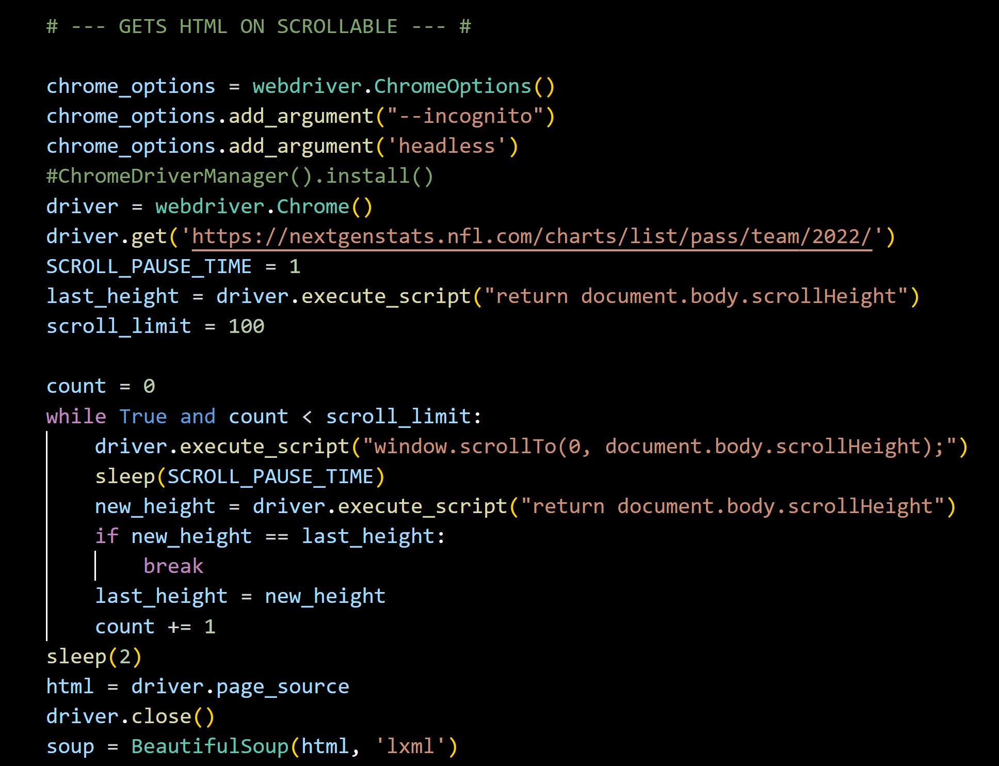 # --- GETS HTML ON SCROLLABLE --- #
chrome_options = webdriver.ChromeOptions()
chrome_options.add_argument("--incognito")
chrome_options.add_argument('headless')
#ChromeDriverManager().install()
driver = webdriver.Chrome()
driver.get('https://nextgenstats.nfl.com/charts/list/pass/team/2022/')
SCROLL_PAUSE_TIME = 1
last_height = driver.execute_script("return document.body.scrollHeight")
scroll_limit = 100
count = 0
while True and count < scroll_limit:
    driver.execute_script("window.scrollTo(0, document.body.scrollHeight);")
    sleep(SCROLL_PAUSE_TIME)
    new_height = driver.execute_script("return document.body.scrollHeight")
    if new_height == last_height:
        break
    last_height = new_height
    count += 1
sleep(2)
html = driver.page_source
driver.close()
soup = BeautifulSoup(html, 'lxml')